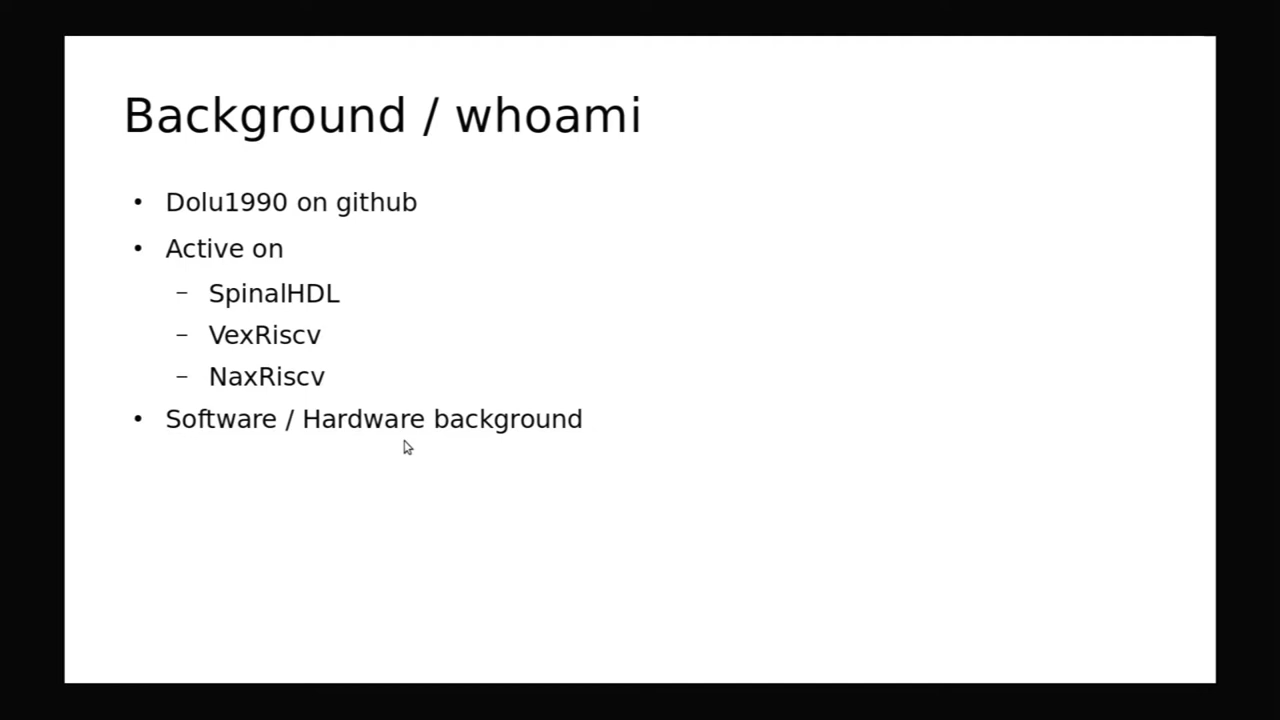 Background / whoami
• Dolu1990 on github
• Active on
– SpinalHDL
– VexRiscv
– NaxRiscv
• Software / Hardware background